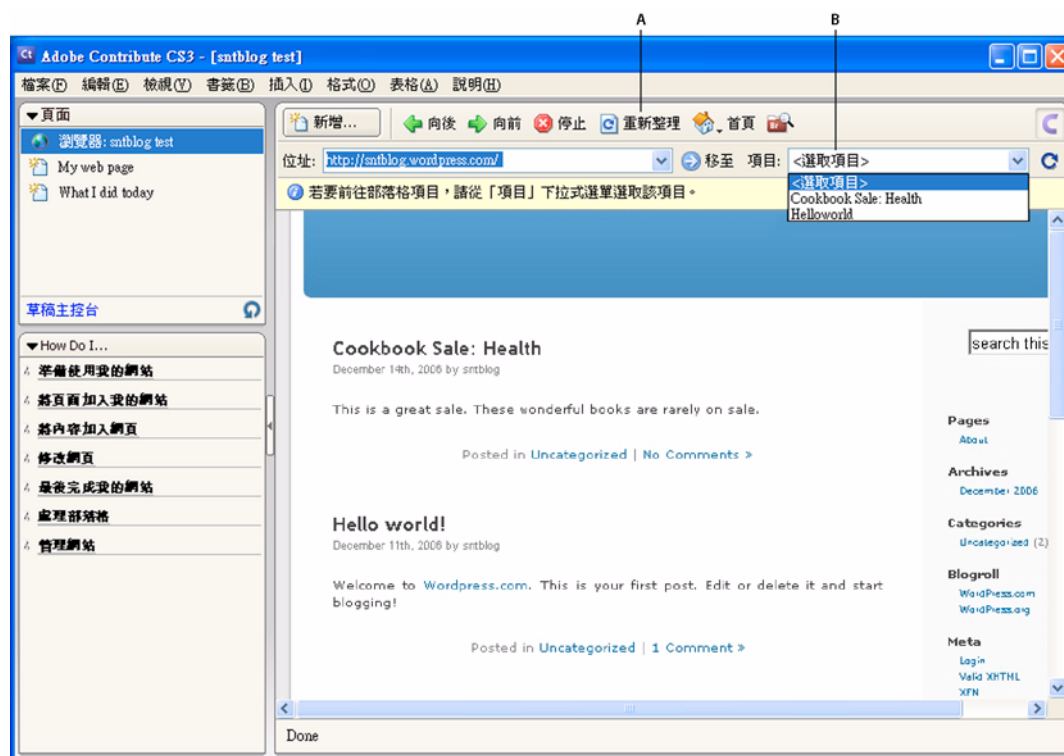 A B
Ct Adobe Contribute CS3 - [sntblog test]
檔案(F) 編輯(E) 檢視(V) 書籤(B) 插入(I) 格式(O) 表格(A) 說明(H)
頁面
瀏覽器: sntblog test
My web page
What I did today
草稿主控台
How Do I...
準備使用我的網站
將頁面加入我的網站
將內容加入網頁
修改網頁
最後完成我的網站
處理部落格
管理網站
新增... 向後 向前 停止 重新整理 首頁
位址: http://sntblog.wordpress.com/ 移至 項目: <選取項目>
<選取項目>
Cookbook Sale: Health
Helloworld
若要前往部落格項目，請從「項目」下拉式選單選取該項目。
Cookbook Sale: Health
December 14th, 2006 by sntblog
This is a great sale. These wonderful books are rarely on sale.
Posted in Uncategorized | No Comments »
Hello world!
December 11th, 2006 by sntblog
Welcome to Wordpress.com. This is your first post. Edit or delete it and start
blogging!
Posted in Uncategorized | 1 Comment »
search this
Pages
About
Archives
December 2006
Categories
Uncategorized (2)
Blogroll
WordPress.com
WordPress.org
Meta
Login
Valid XHTML
XFN
Done